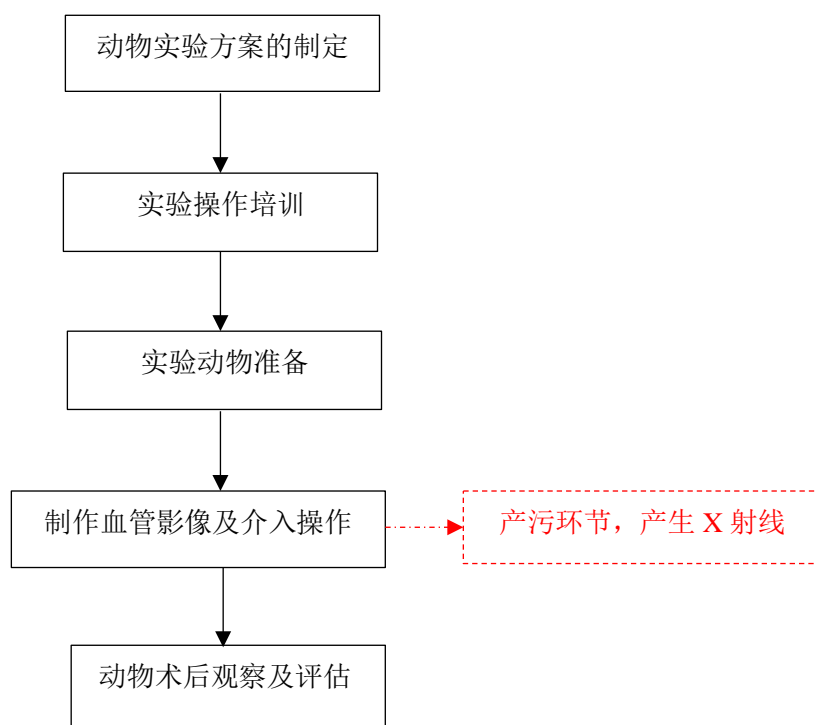 动物实验方案的制定
实验操作培训
实验动物准备
制作血管影像及介入操作
产污环节，产生 X 射线
动物术后观察及评估